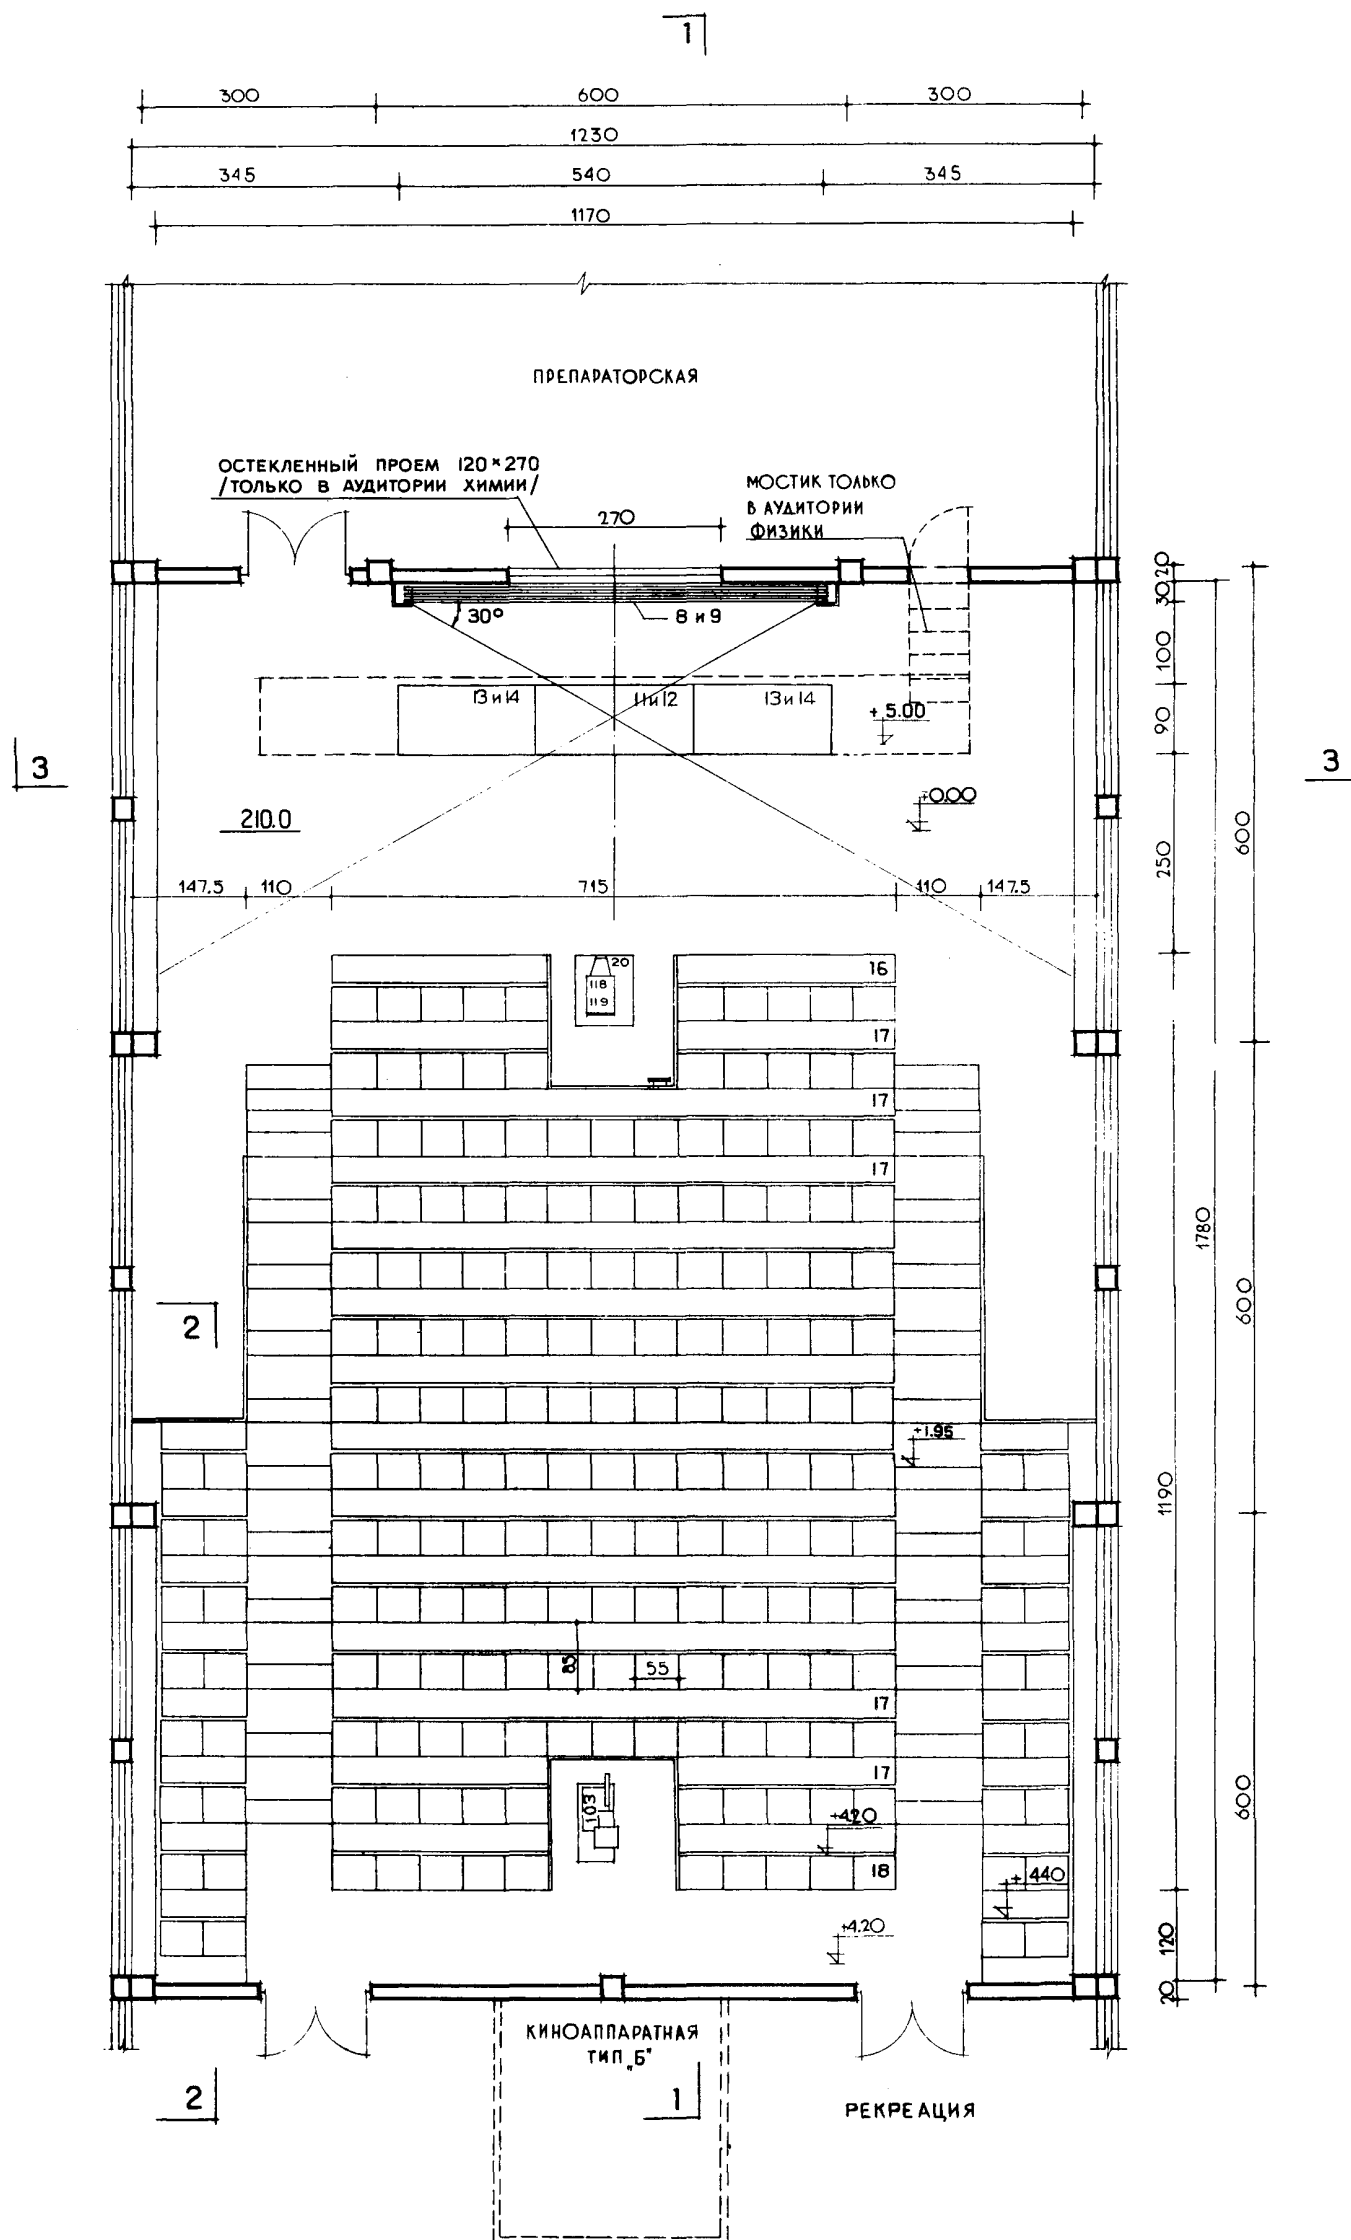 1
300 600 300
1230
345 540 345
1170
ПРЕПАРАТОРСКАЯ
ОСТЕКЛЕННЫЙ ПРОЕМ 120×270
/ТОЛЬКО В АУДИТОРИИ ХИМИИ/
МОСТИК ТОЛЬКО
В АУДИТОРИИ
ФИЗИКИ
270
20
30
30° 8 и 9
100
13 и 14 11 и 12 13 и 14
+5.00
90
3 3
+0.00
210.0
600
250
147.5 110 715 110 147.5
20
16
118
119
17
17
17
1780
2
600
+1.95
1190
85 55
17
17
103
+4.20
600
18
+440
+4.20
120
20
КИНОАППАРАТНАЯ
ТИП „Б"
2 1
РЕКРЕАЦИЯ